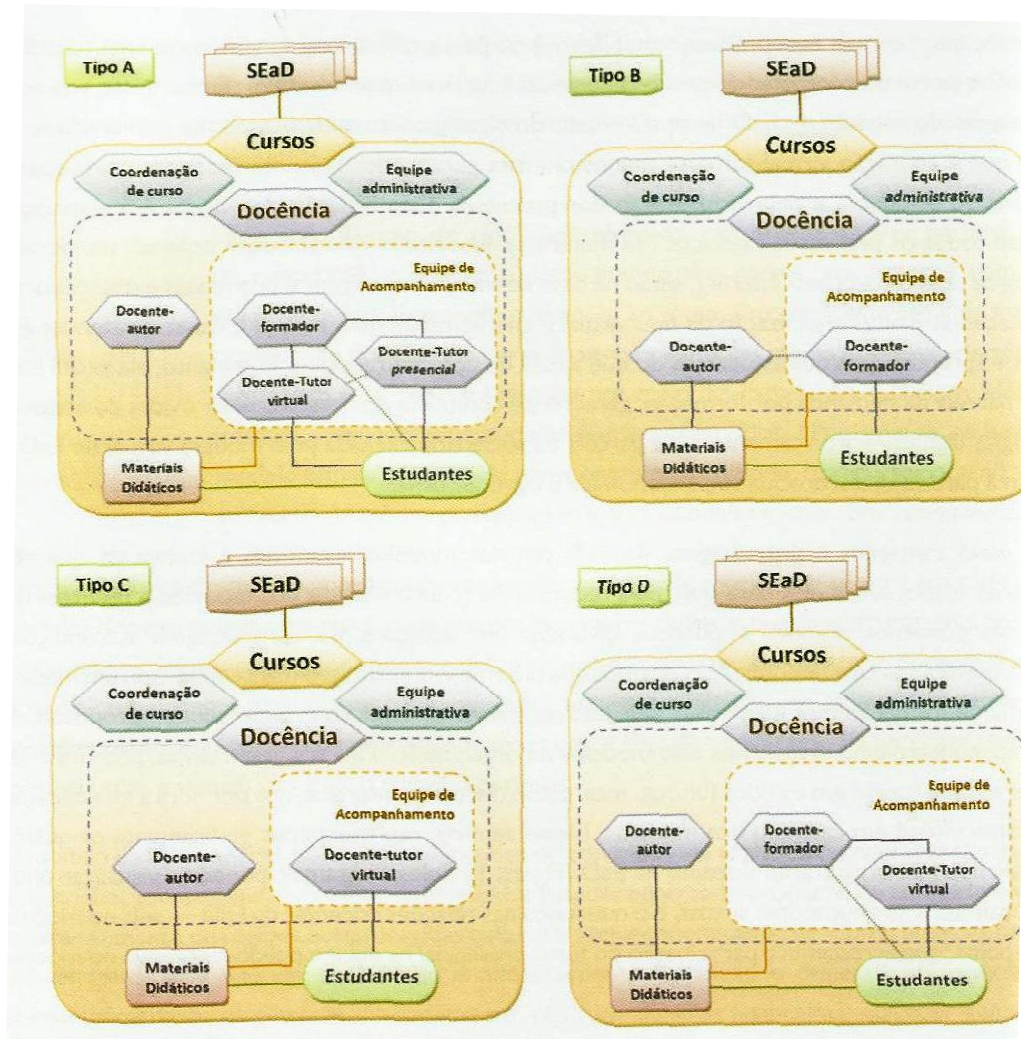 Tipo A
SEaD
Cursos
Coordenação
de curso
Equipe
administrativa
Docência
Equipe de
Acompanhamento
Docente-
autor
Docente-
formador
Docente-Tutor
presencial
Docente-Tutor
virtual
Materiais
Didáticos
Estudantes
Tipo B
SEaD
Cursos
Coordenação
de curso
Equipe
administrativa
Docência
Equipe de
Acompanhamento
Docente-
autor
Docente-
formador
Materiais
Didáticos
Estudantes
Tipo C
SEaD
Cursos
Coordenação
de curso
Equipe
administrativa
Docência
Equipe de
Acompanhamento
Docente-
autor
Docente-tutor
virtual
Materiais
Didáticos
Estudantes
Tipo D
SEaD
Cursos
Coordenação
de curso
Equipe
administrativa
Docência
Equipe de
Acompanhamento
Docente-
autor
Docente-
formador
Docente-Tutor
virtual
Materiais
Didáticos
Estudantes